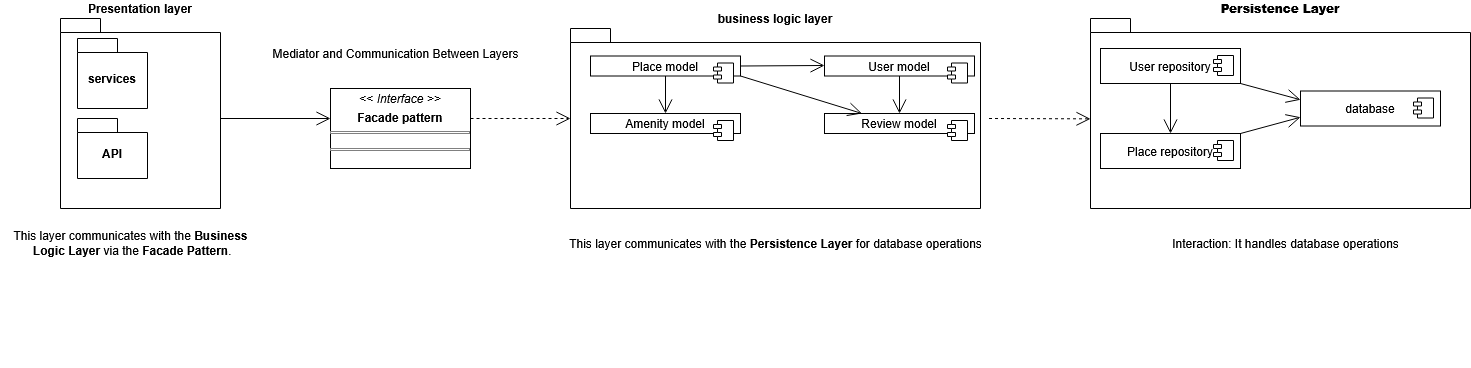 Presentation layer
services
API
This layer communicates with the Business
Logic Layer via the Facade Pattern.
Mediator and Communication Between Layers
<< Interface >>
Facade pattern
business logic layer
Place model
User model
Amenity model
Review model
This layer communicates with the Persistence Layer for database operations
Persistence Layer
User repository
database
Place repository
Interaction: It handles database operations